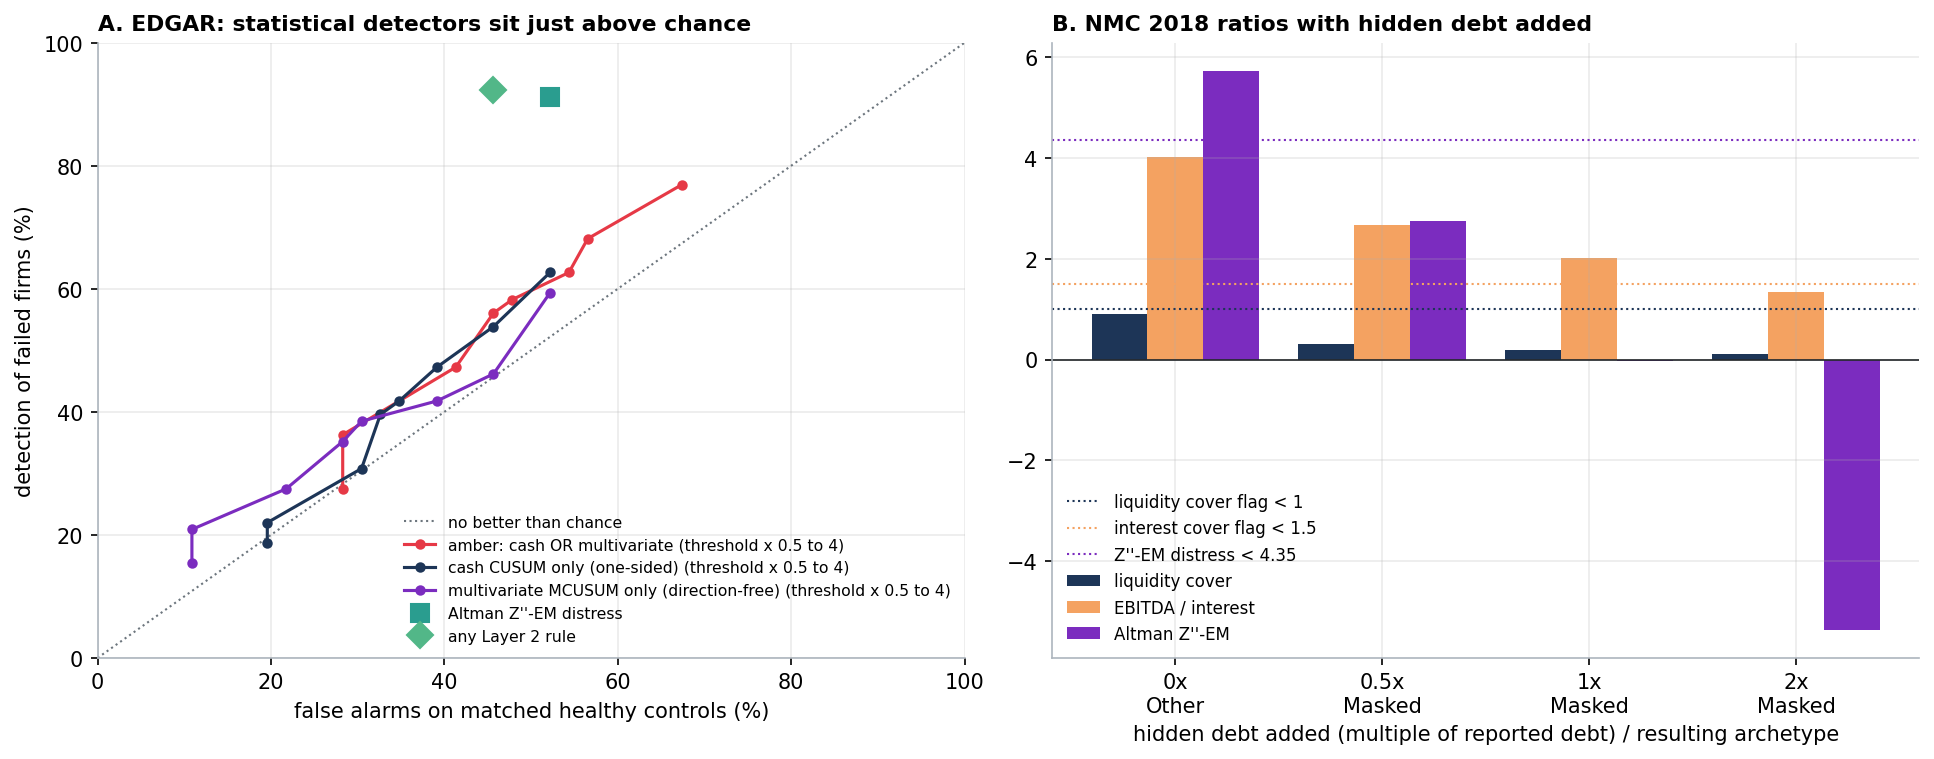 A. EDGAR: statistical detectors sit just above chance
100
80
60
40
20
0
detection of failed firms (%)
no better than chance
amber: cash OR multivariate (threshold x 0.5 to 4)
cash CUSUM only (one-sided) (threshold x 0.5 to 4)
multivariate MCUSUM only (direction-free) (threshold x 0.5 to 4)
Altman Z''-EM distress
any Layer 2 rule
0 20 40 60 80 100
false alarms on matched healthy controls (%)
B. NMC 2018 ratios with hidden debt added
6
4
2
0
−2
−4
liquidity cover flag < 1
interest cover flag < 1.5
Z''-EM distress < 4.35
liquidity cover
EBITDA / interest
Altman Z''-EM
0x 0.5x 1x 2x
Other Masked Masked Masked
hidden debt added (multiple of reported debt) / resulting archetype